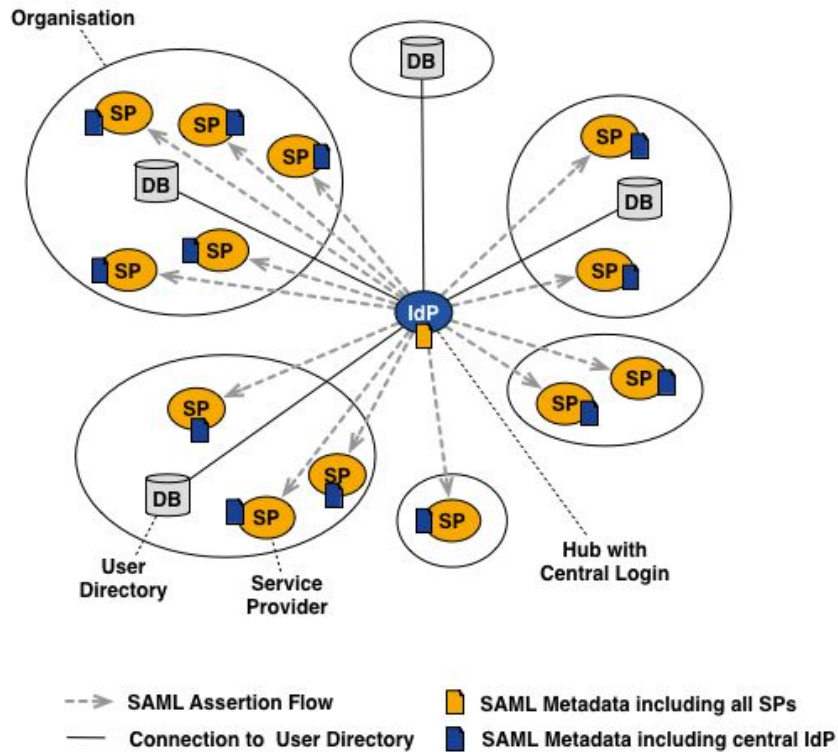 Organisation
DB
SP
SP
SP
SP
DB
DB
SP
SP
SP
IdP
SP
SP
SP
SP
DB
SP
SP
User
Directory
Service
Provider
Hub with
Central Login
SAML Assertion Flow
SAML Metadata including all SPs
Connection to User Directory
SAML Metadata including central IdP